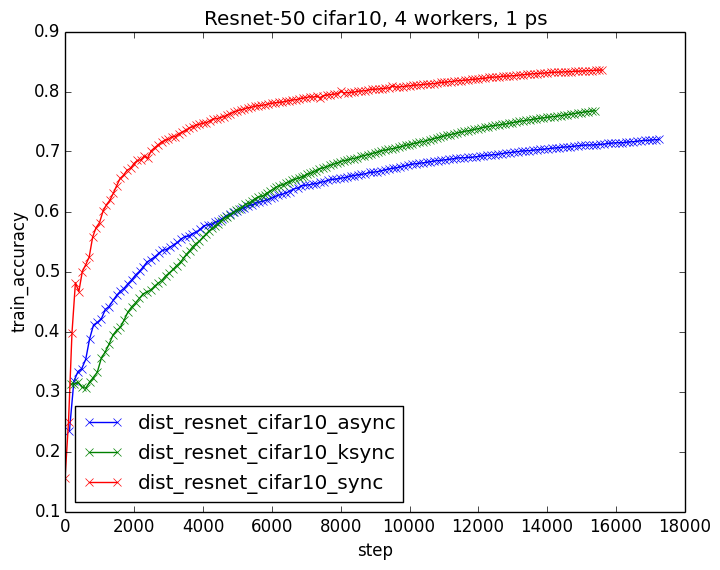 Resnet-50 cifar10, 4 workers, 1 ps
0.9
0.8
0.7
0.6
0.5
0.4
0.3
0.2
0.1
train_accuracy
dist_resnet_cifar10_async
dist_resnet_cifar10_ksync
dist_resnet_cifar10_sync
0 2000 4000 6000 8000 10000 12000 14000 16000 18000
step